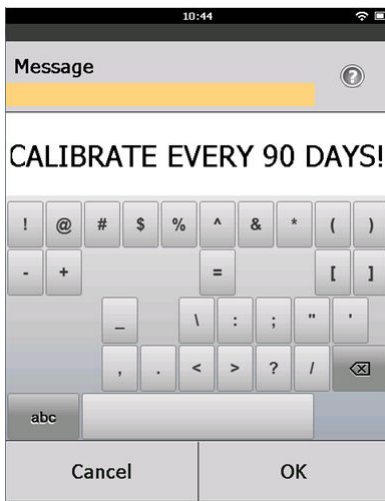 10:44
Message
?
CALIBRATE EVERY 90 DAYS!
! @ # $ % ^ & * ( )
- + = [ ]
_ \ : ; " '
, . < > ? /
abc
Cancel OK